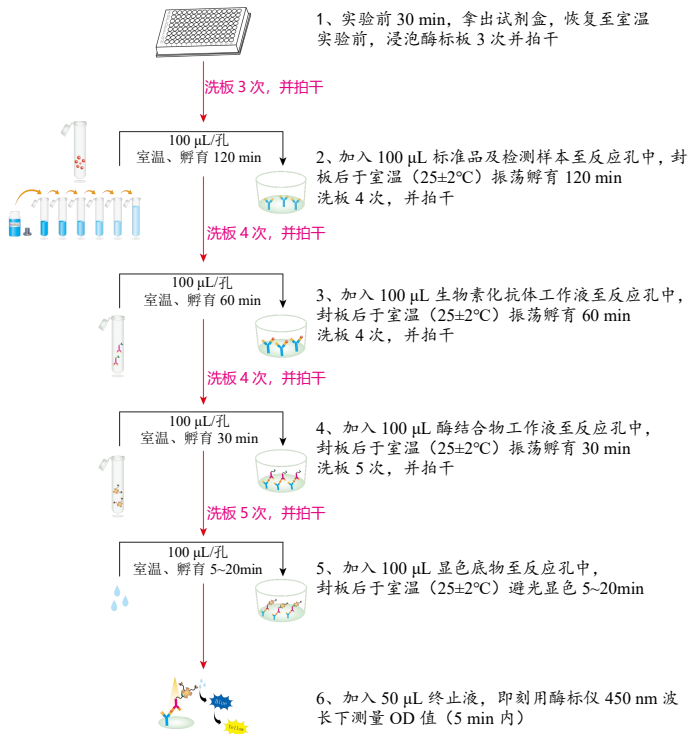 1、实验前 30 min，拿出试剂盒，恢复至室温
实验前，浸泡酶标板 3 次并拍干
洗板 3 次，并拍干
100 μL/孔
室温、孵育 120 min
2、加入 100 μL 标准品及检测样本至反应孔中，封
板后于室温（25±2℃）振荡孵育 120 min
洗板 4 次，并拍干
洗板 4 次，并拍干
100 μL/孔
室温、孵育 60 min
3、加入 100 μL 生物素化抗体工作液至反应孔中，
封板后于室温（25±2℃）振荡孵育 60 min
洗板 4 次，并拍干
洗板 4 次，并拍干
100 μL/孔
室温、孵育 30 min
4、加入 100 μL 酶结合物工作液至反应孔中，
封板后于室温（25±2℃）振荡孵育 30 min
洗板 5 次，并拍干
洗板 5 次，并拍干
100 μL/孔
室温、孵育 5~20min
5、加入 100 μL 显色底物至反应孔中，
封板后于室温（25±2℃）避光显色 5~20min
Blue
Yellow
6、加入 50 μL 终止液，即刻用酶标仪 450 nm 波
长下测量 OD 值（5 min 内）